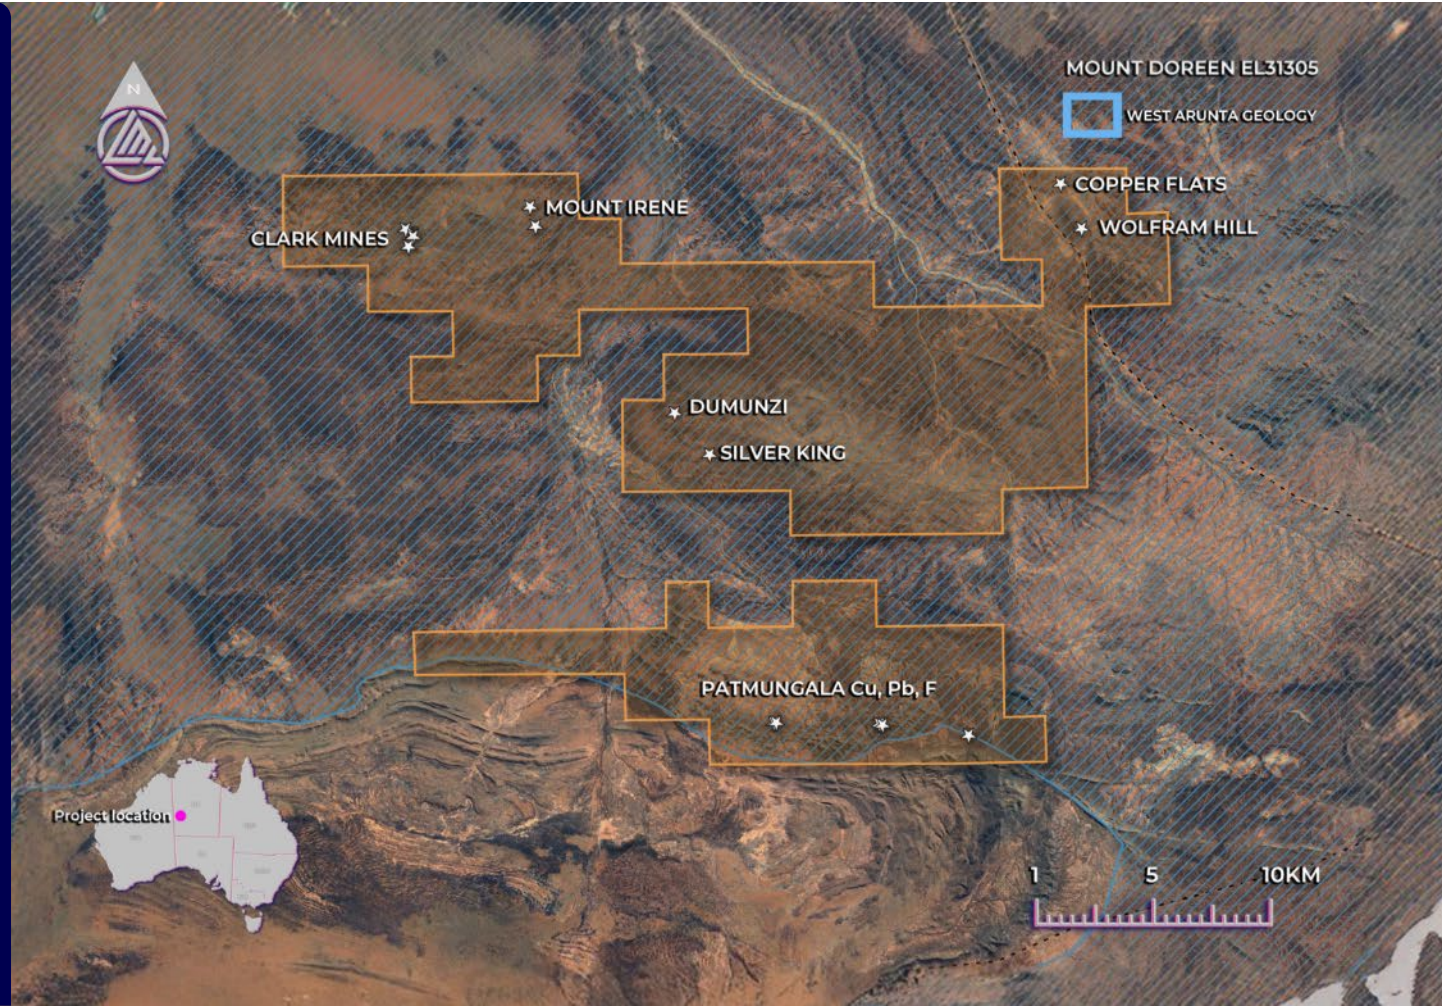 N
MOUNT DOREEN EL31305
WEST ARUNTA GEOLOGY
COPPER FLATS
MOUNT IRENE
WOLFRAM HILL
CLARK MINES
DUMUNZI
SILVER KING
PATMUNGALA Cu, Pb, F
Project location
1 5 10KM